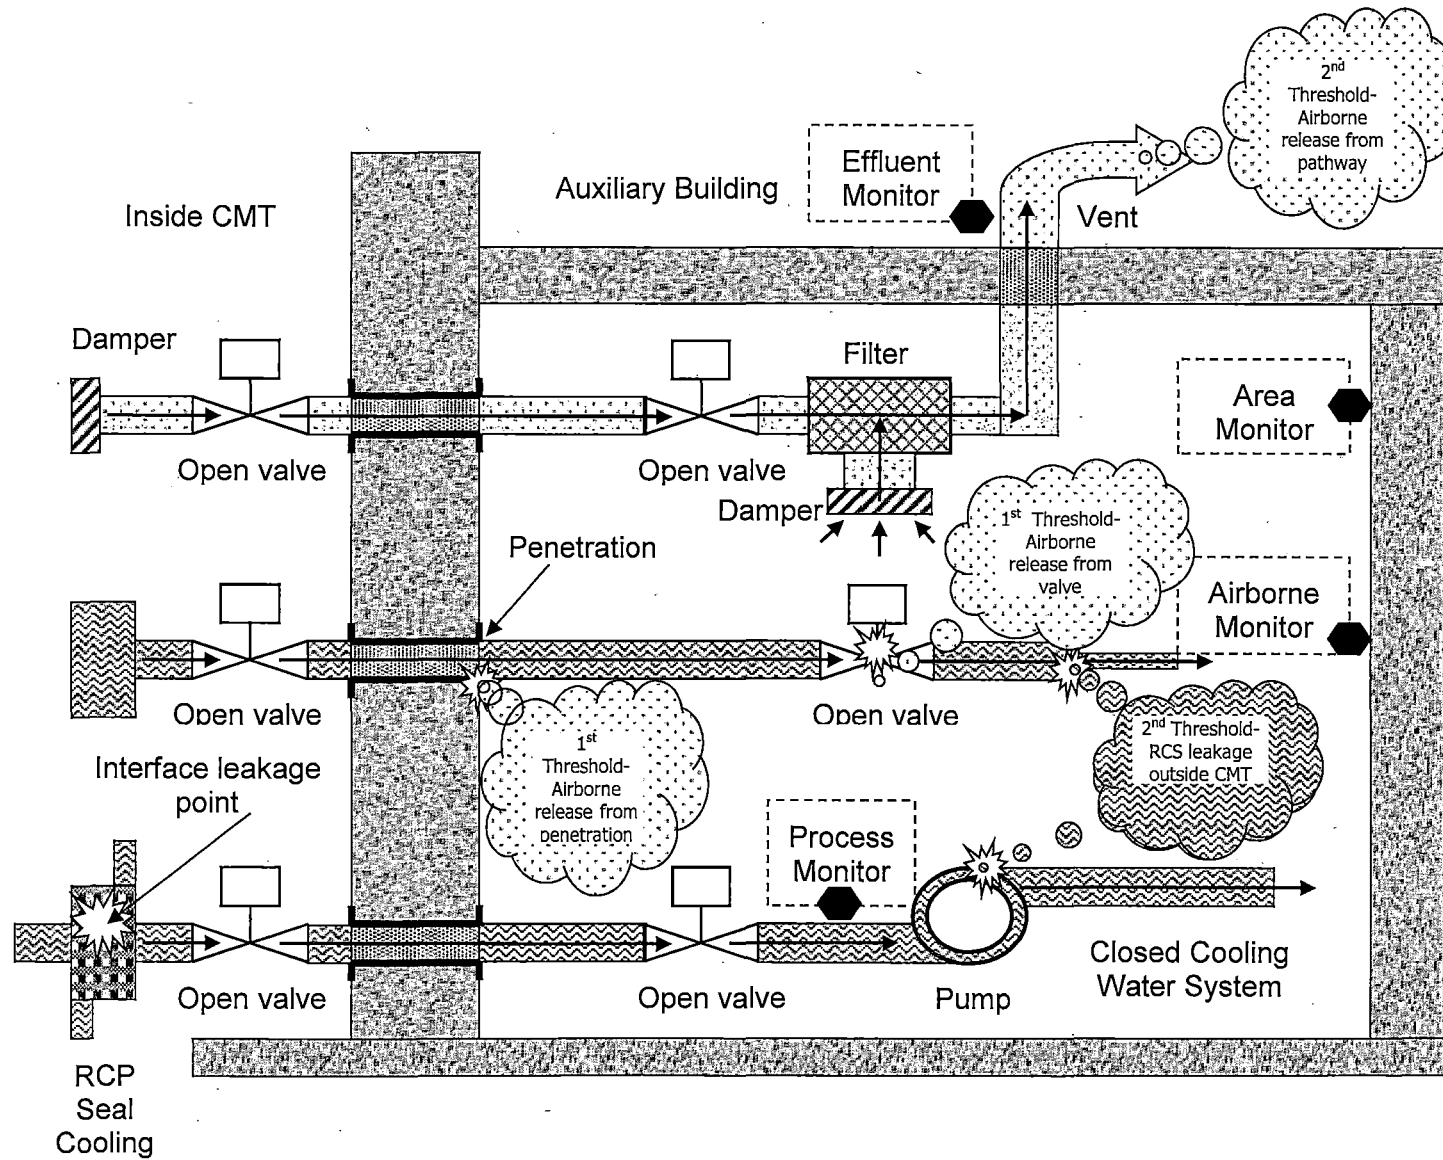 2nd
Threshold-
Airborne
release from
pathway
Effluent
Monitor
Auxiliary Building
Inside CMT
Vent
Damper
Filter
Area
Monitor
Open valve
Open valve
Damper
1st Threshold-
Airborne
release from
valve
Penetration
Airborne
Monitor
Open valve
Open valve
1st
Threshold-
Airborne
release from
penetration
2nd Threshold-
RCS leakage
outside CMT
Interface leakage
point
Process
Monitor
Closed Cooling
Water System
Open valve
Open valve
Pump
RCP
Seal
Cooling